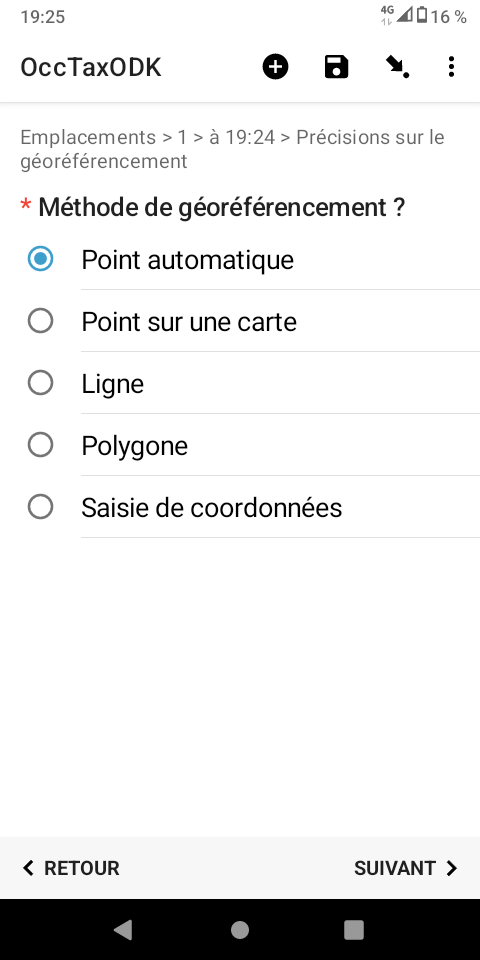 19:25
4G
16 %
OccTaxODK
Emplacements > 1 > à 19:24 > Précisions sur le
géoréférencement
* Méthode de géoréférencement ?
Point automatique
Point sur une carte
Ligne
Polygone
Saisie de coordonnées
RETOUR
SUIVANT